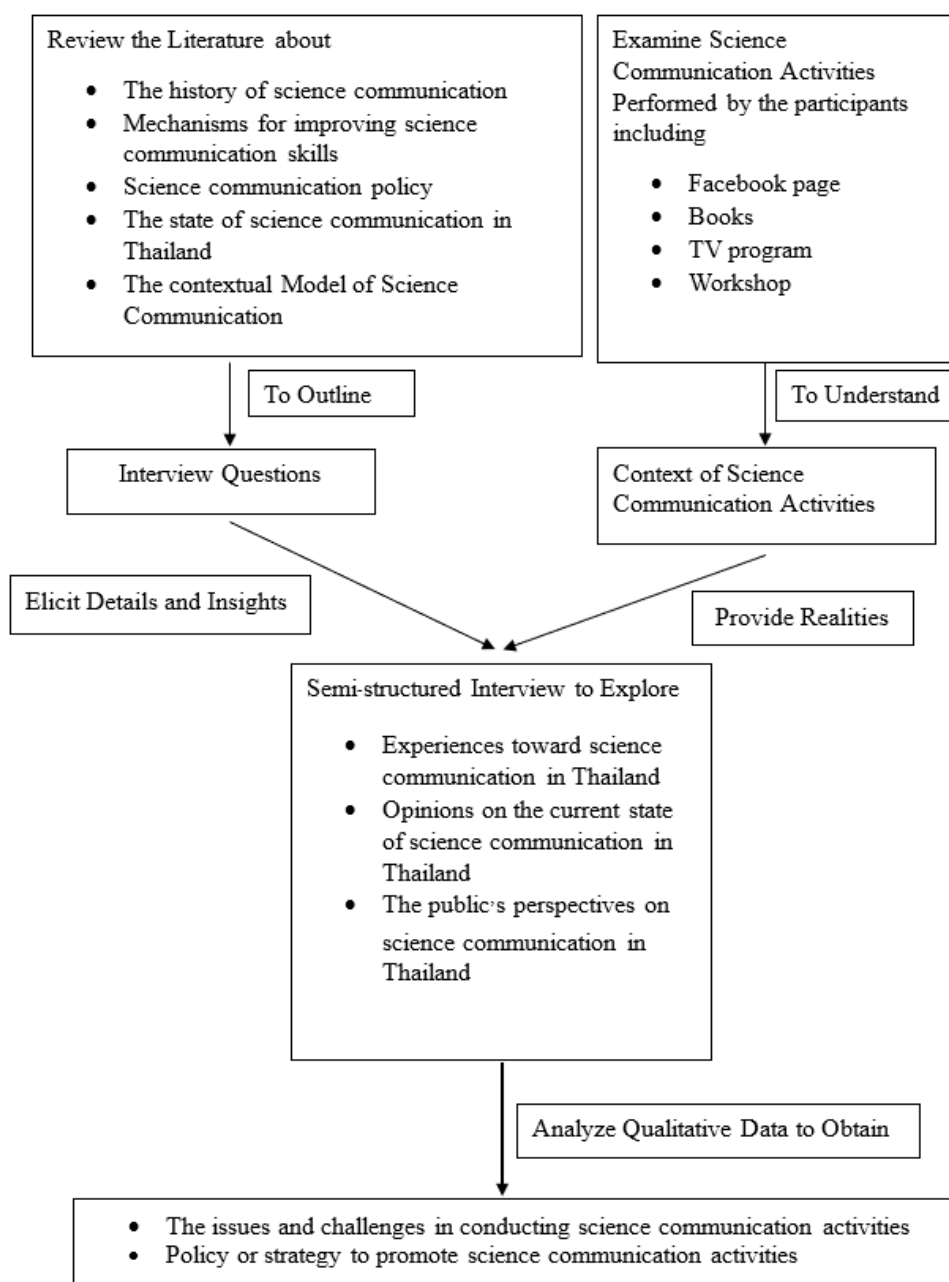 Review the Literature about
• The history of science communication
• Mechanisms for improving science
communication skills
• Science communication policy
• The state of science communication in
Thailand
• The contextual Model of Science
Communication
Examine Science
Communication Activities
Performed by the participants
including
• Facebook page
• Books
• TV program
• Workshop
To Outline
To Understand
Interview Questions
Context of Science
Communication Activities
Elicit Details and Insights
Provide Realities
Semi-structured Interview to Explore
• Experiences toward science
communication in Thailand
• Opinions on the current state
of science communication in
Thailand
• The public's perspectives on
science communication in
Thailand
Analyze Qualitative Data to Obtain
• The issues and challenges in conducting science communication activities
• Policy or strategy to promote science communication activities